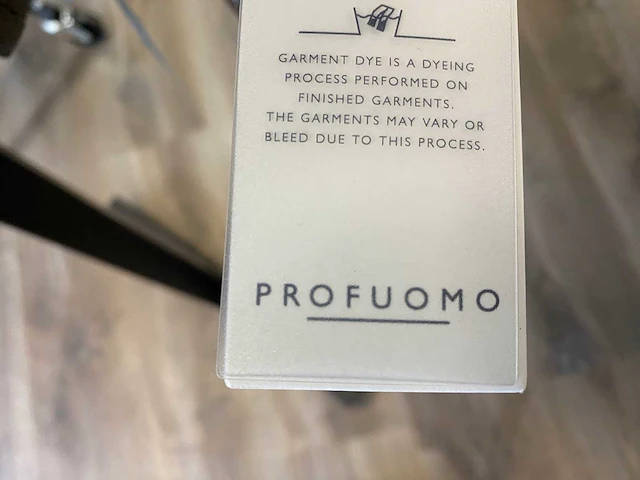 GARMENT DYE IS A DYEING
PROCESS PERFORMED ON
FINISHED GARMENTS.
THE GARMENTS MAY VARY OR
BLEED DUE TO THIS PROCESS.
PROFUOMO